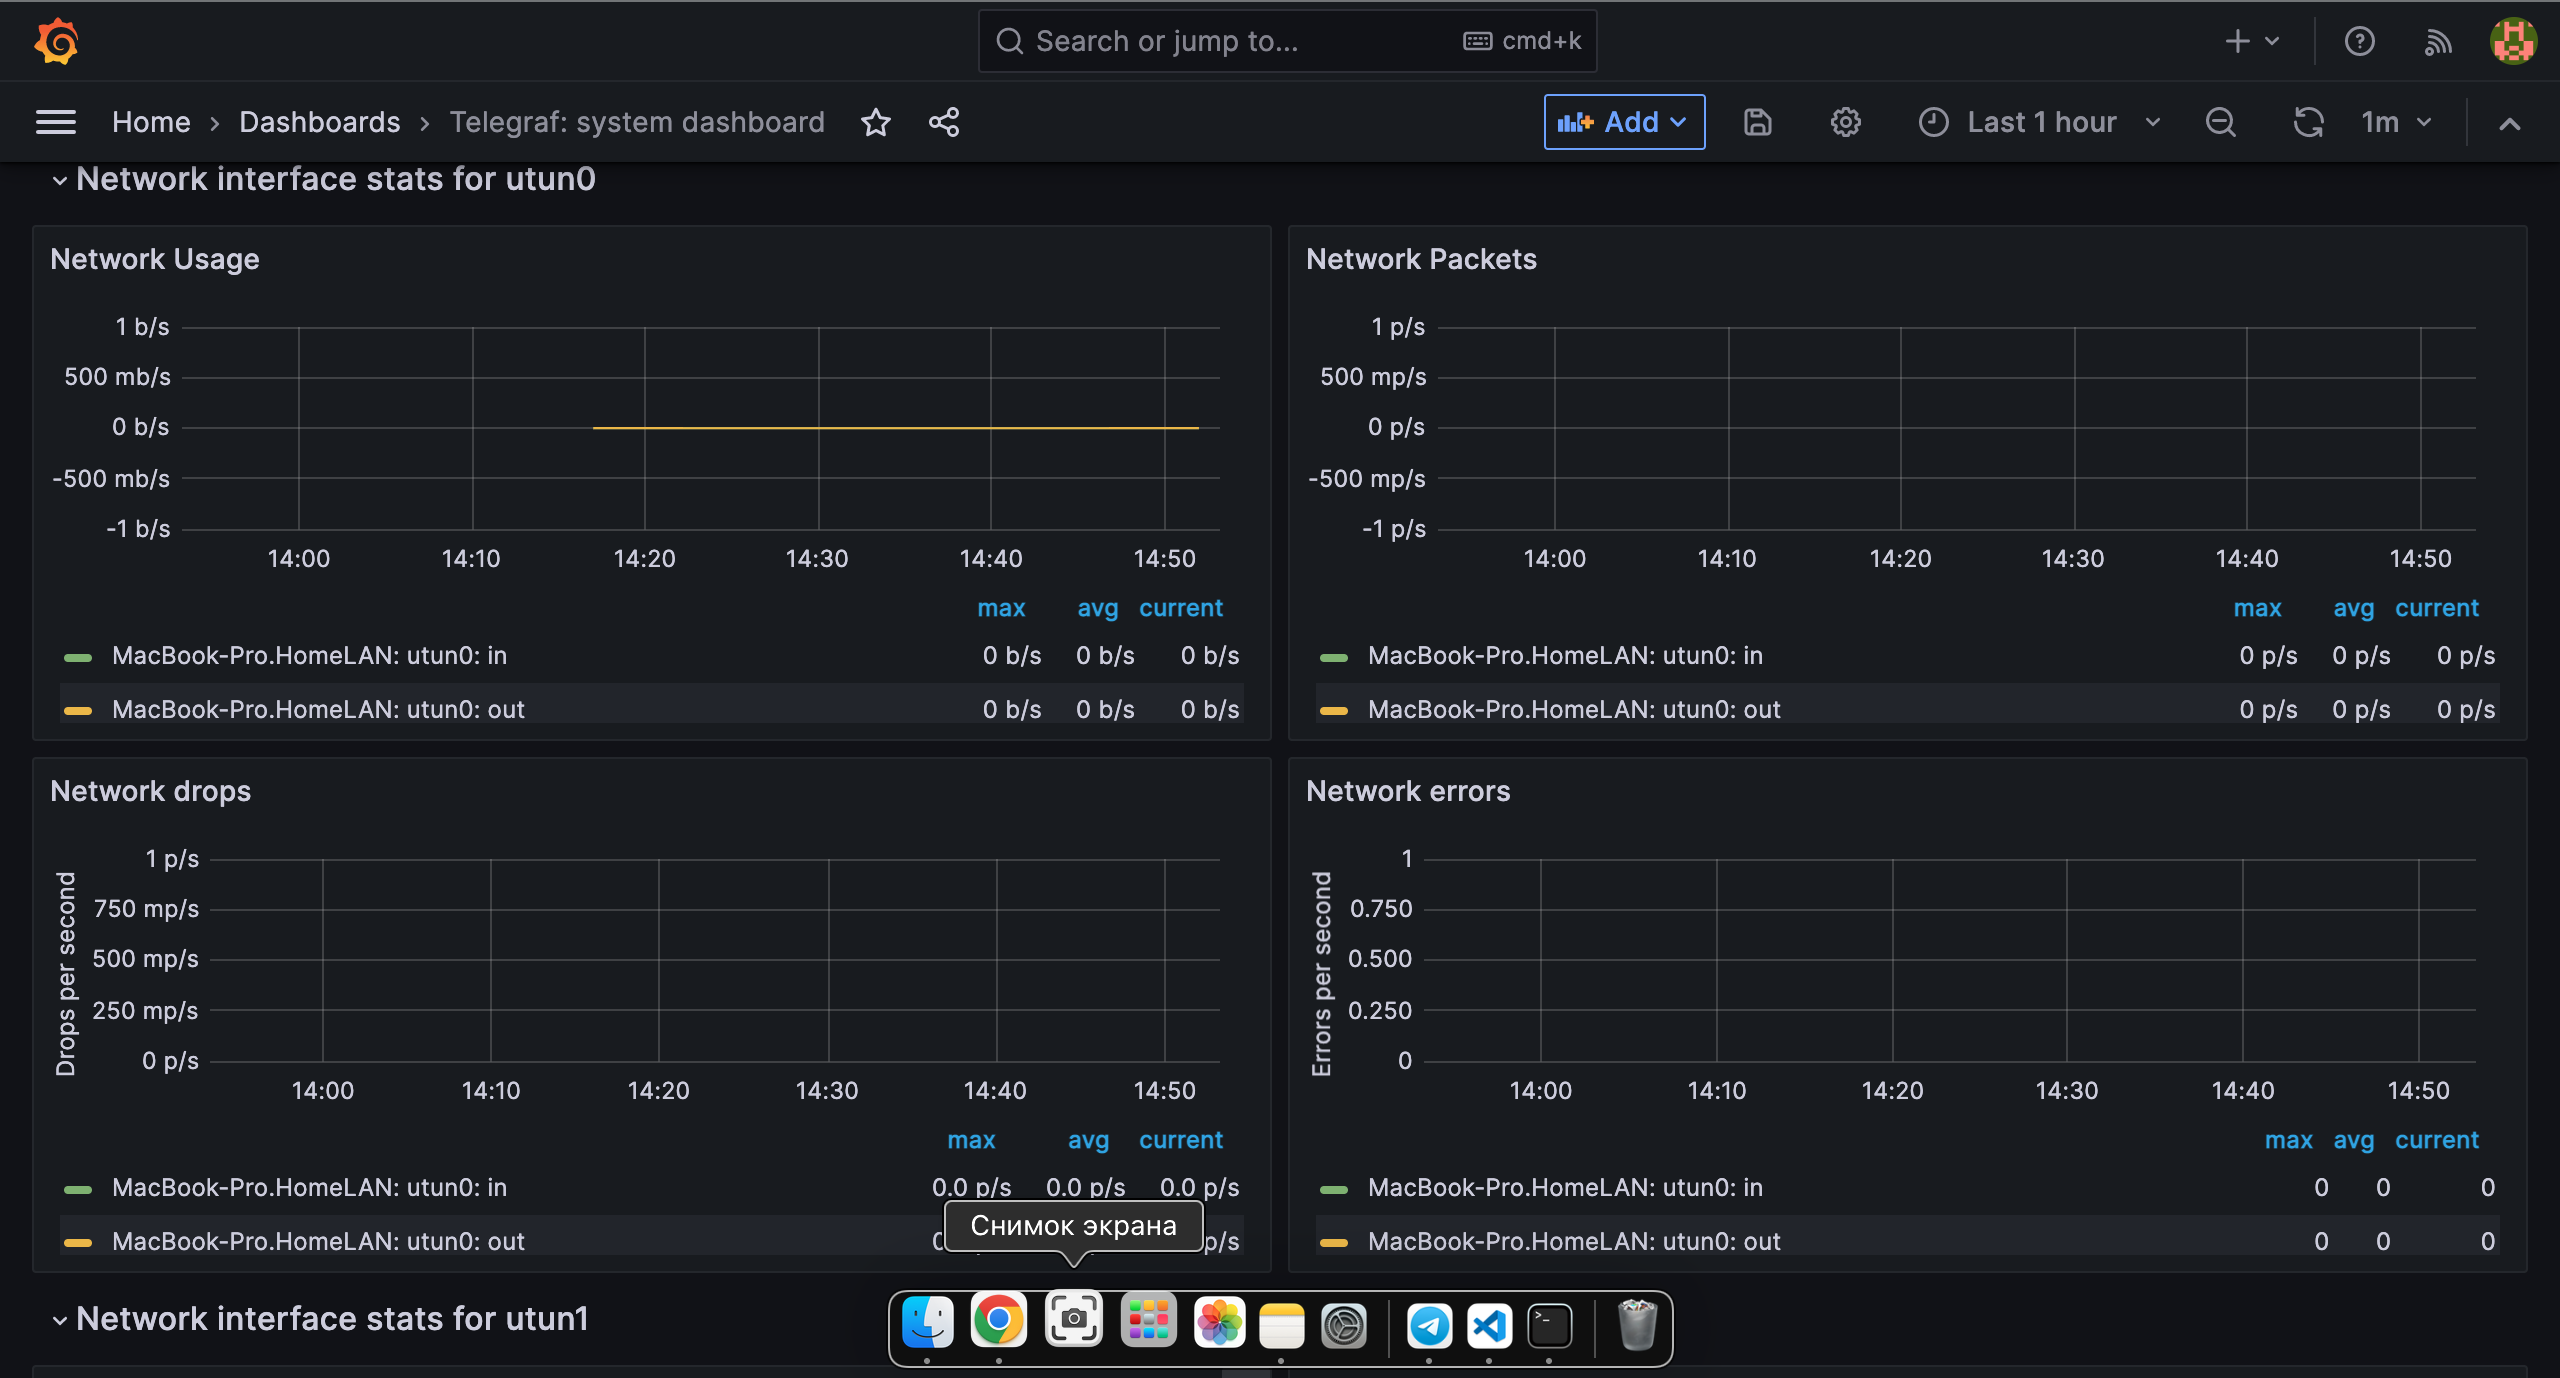 Search or jump to...
cmd+k
Home › Dashboards › Telegraf: system dashboard
Add
Last 1 hour
1m
Network interface stats for utun0
Network Usage
1 b/s
500 mb/s
0 b/s
-500 mb/s
-1 b/s
14:00 14:10 14:20 14:30 14:40 14:50
max avg current
MacBook-Pro.HomeLAN: utun0: in 0 b/s 0 b/s 0 b/s
MacBook-Pro.HomeLAN: utun0: out 0 b/s 0 b/s 0 b/s
Network Packets
1 p/s
500 mp/s
0 p/s
-500 mp/s
-1 p/s
14:00 14:10 14:20 14:30 14:40 14:50
max avg current
MacBook-Pro.HomeLAN: utun0: in 0 p/s 0 p/s 0 p/s
MacBook-Pro.HomeLAN: utun0: out 0 p/s 0 p/s 0 p/s
Network drops
Drops per second
1 p/s
750 mp/s
500 mp/s
250 mp/s
0 p/s
14:00 14:10 14:20 14:30 14:40 14:50
max avg current
MacBook-Pro.HomeLAN: utun0: in 0.0 p/s 0.0 p/s 0.0 p/s
MacBook-Pro.HomeLAN: utun0: out p/s
Network errors
Errors per second
1
0.750
0.500
0.250
0
14:00 14:10 14:20 14:30 14:40 14:50
max avg current
MacBook-Pro.HomeLAN: utun0: in 0 0 0
MacBook-Pro.HomeLAN: utun0: out 0 0 0
Снимок экрана
Network interface stats for utun1